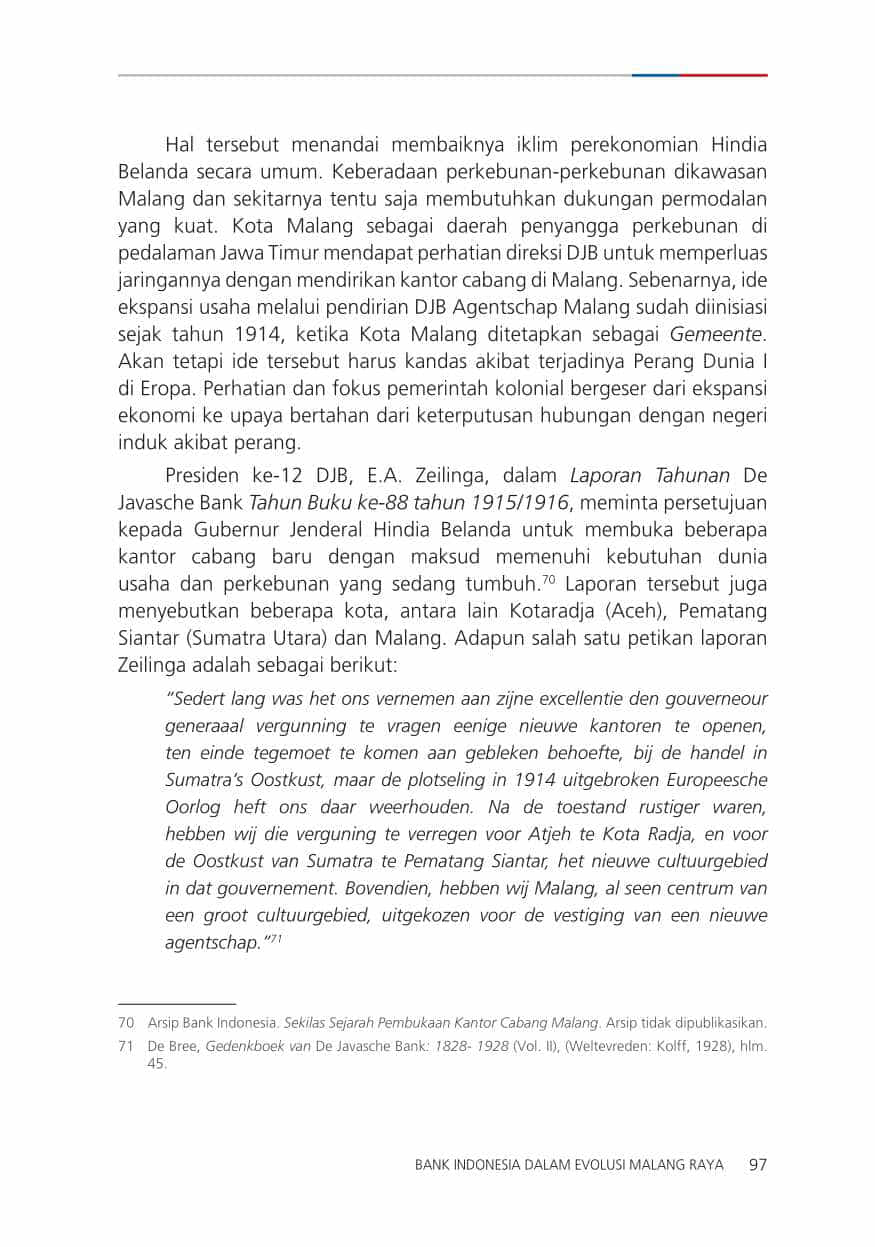 Hal tersebut menandai membaiknya iklim perekonomian Hindia
Belanda secara umum. Keberadaan perkebunan-perkebunan dikawasan
Malang dan sekitarnya tentu saja membutuhkan dukungan permodalan
yang kuat. Kota Malang sebagai daerah penyangga perkebunan di
pedalaman Jawa Timur mendapat perhatian direksi DJB untuk memperluas
jaringannya dengan mendirikan kantor cabang di Malang. Sebenarnya, ide
ekspansi usaha melalui pendirian DJB Agentschap Malang sudah diinisiasi
sejak tahun 1914, ketika Kota Malang ditetapkan sebagai Gemeente.
Akan tetapi ide tersebut harus kandas akibat terjadinya Perang Dunia I
di Eropa. Perhatian dan fokus pemerintah kolonial bergeser dari ekspansi
ekonomi ke upaya bertahan dari keterputusan hubungan dengan negeri
induk akibat perang.
Presiden ke-12 DJB, E.A. Zeilinga, dalam Laporan Tahunan De
Javasche Bank Tahun Buku ke-88 tahun 1915/1916, meminta persetujuan
kepada Gubernur Jenderal Hindia Belanda untuk membuka beberapa
kantor cabang baru dengan maksud memenuhi kebutuhan dunia
usaha dan perkebunan yang sedang tumbuh.70 Laporan tersebut juga
menyebutkan beberapa kota, antara lain Kotaradja (Aceh), Pematang
Siantar (Sumatra Utara) dan Malang. Adapun salah satu petikan laporan
Zeilinga adalah sebagai berikut:
“Sedert lang was het ons vernemen aan zijne excellentie den gouverneour
generaaal vergunning te vragen eenige nieuwe kantoren te openen,
ten einde tegemoet te komen aan gebleken behoefte, bij de handel in
Sumatra’s Oostkust, maar de plotseling in 1914 uitgebroken Europeesche
Oorlog heft ons daar weerhouden. Na de toestand rustiger waren,
hebben wij die verguning te verregen voor Atjeh te Kota Radja, en voor
de Oostkust van Sumatra te Pematang Siantar, het nieuwe cultuurgebied
in dat gouvernement. Bovendien, hebben wij Malang, al seen centrum van
een groot cultuurgebied, uitgekozen voor de vestiging van een nieuwe
agentschap.”71
70 Arsip Bank Indonesia. Sekilas Sejarah Pembukaan Kantor Cabang Malang. Arsip tidak dipublikasikan.
71 De Bree, Gedenkboek van De Javasche Bank: 1828- 1928 (Vol. II), (Weltevreden: Kolff, 1928), hlm.
45.
BANK INDONESIA DALAM EVOLUSI MALANG RAYA 97